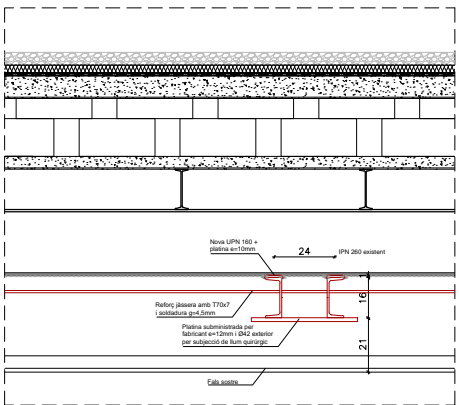 Nova UPN 160 +
platina e=10mm
24
IPN 260 existent
1
16
Reforç jàssera amb T70x7
i soldadura g=4,5mm
Platina subministrada per
fabricant e=12mm i Ø42 exterior
per subjecció de llum quirúrgic
21
Fals sostre